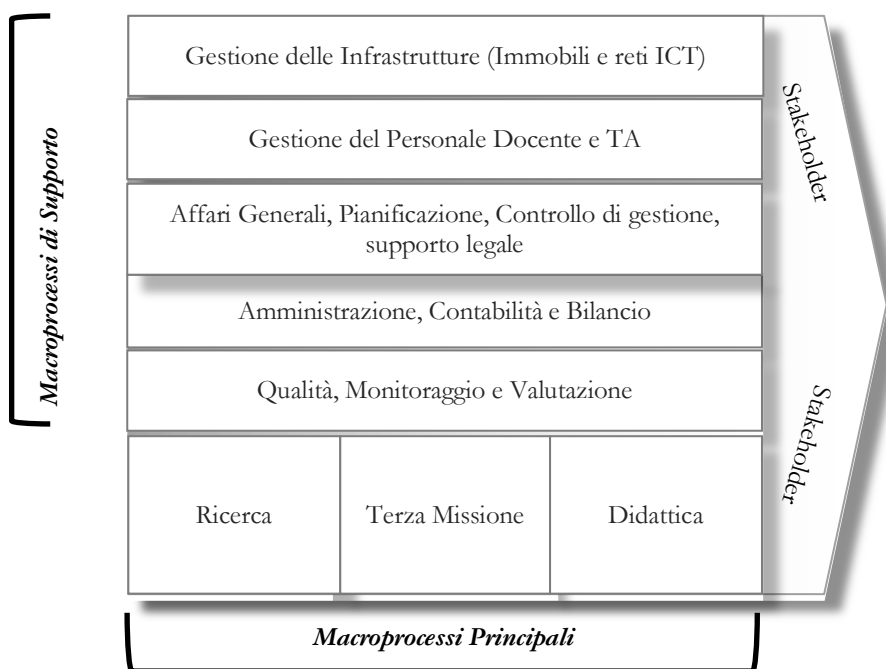 Macroprocessi di Supporto
Gestione delle Infrastrutture (Immobili e reti ICT)
Gestione del Personale Docente e TA
Affari Generali, Pianificazione, Controllo di gestione,
supporto legale
Amministrazione, Contabilità e Bilancio
Qualità, Monitoraggio e Valutazione
Ricerca
Terza Missione
Didattica
Stakeholder
Stakeholder
Macroprocessi Principali